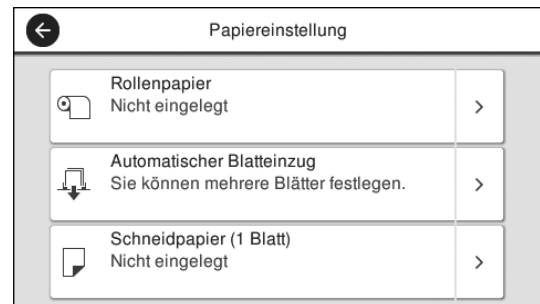 Papiereinstellung
Rollenpapier
Nicht eingelegt
Automatischer Blatteinzug
Sie können mehrere Blätter festlegen.
Schneidpapier (1 Blatt)
Nicht eingelegt